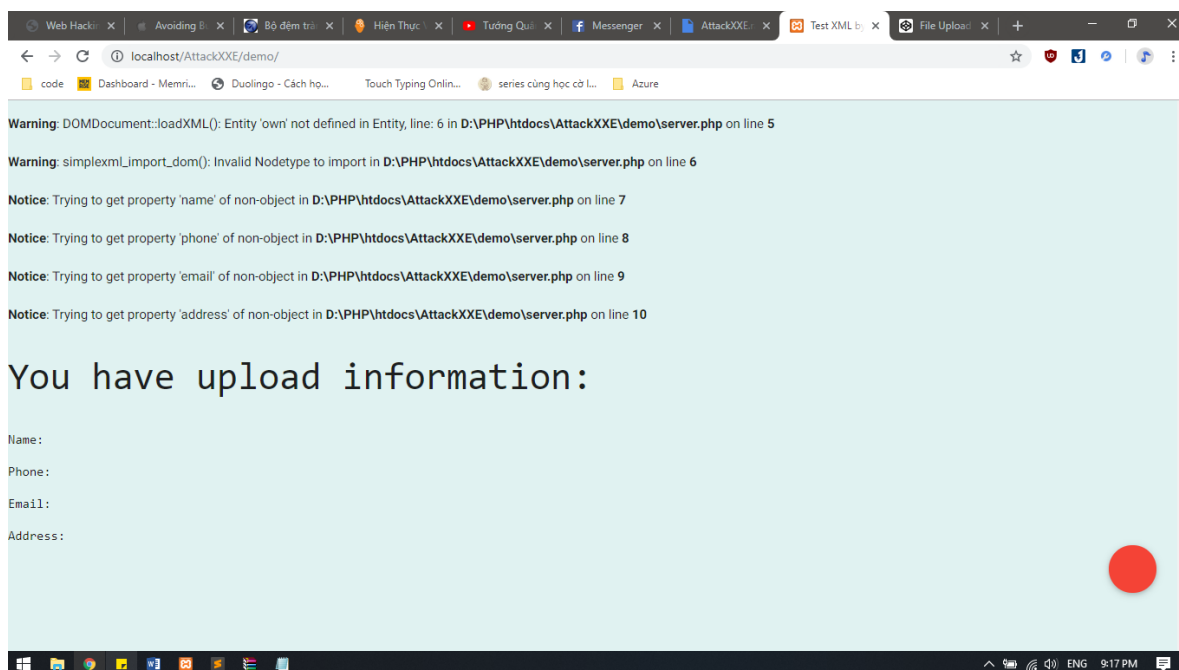 Web Hackin
Avoiding B
Bộ đệm trà
Hiện Thực V
Tướng Quâ
Messenger
AttackXXE.
Test XML b
File Upload
localhost/AttackXXE/demo/
code Dashboard - Memri... Duolingo - Cách họ... Touch Typing Onlin... series cùng học cờ l... Azure
Warning: DOMDocument::loadXML(): Entity 'own' not defined in Entity, line: 6 in D:\PHP\htdocs\AttackXXE\demo\server.php on line 5
Warning: simplexml_import_dom(): Invalid Nodetype to import in D:\PHP\htdocs\AttackXXE\demo\server.php on line 6
Notice: Trying to get property 'name' of non-object in D:\PHP\htdocs\AttackXXE\demo\server.php on line 7
Notice: Trying to get property 'phone' of non-object in D:\PHP\htdocs\AttackXXE\demo\server.php on line 8
Notice: Trying to get property 'email' of non-object in D:\PHP\htdocs\AttackXXE\demo\server.php on line 9
Notice: Trying to get property 'address' of non-object in D:\PHP\htdocs\AttackXXE\demo\server.php on line 10
You have upload information:
Name:
Phone:
Email:
Address:
ENG 9:17 PM